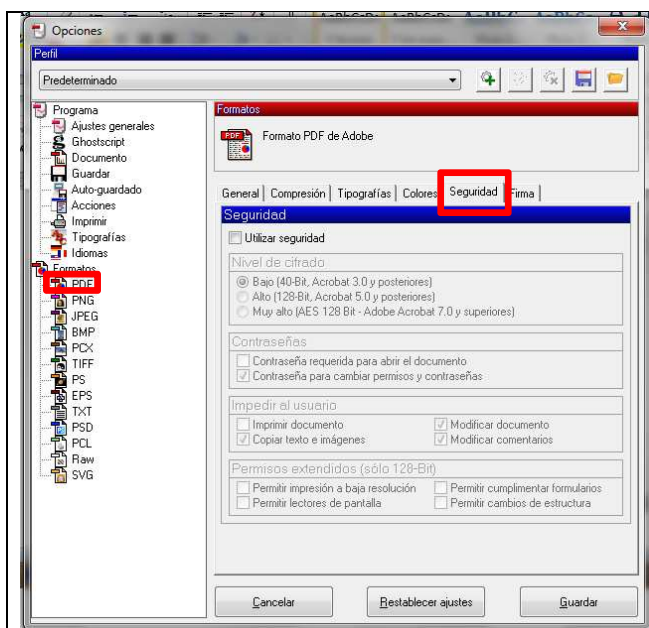 Opciones
Perfil
Predeterminado
Programa
Ajustes generales
Ghostscript
Documento
Guardar
Auto-guardado
Acciones
Imprimir
Tipografías
Idiomas
Formatos
PDF
PNG
JPEG
BMP
PCX
TIFF
PS
EPS
TXT
PSD
PCL
Raw
SVG
Formatos
PDF
Formato PDF de Adobe
General Compresión Tipografías Colores Seguridad Firma
Seguridad
Utilizar seguridad
Nivel de cifrado
Bajo (40-Bit, Acrobat 3.0 y posteriores)
Alto (128-Bit, Acrobat 5.0 y posteriores)
Muy alto (AES 128 Bit - Adobe Acrobat 7.0 y superiores)
Contraseñas
Contraseña requerida para abrir el documento
Contraseña para cambiar permisos y contraseñas
Impedir al usuario
Imprimir documento Modificar documento
Copiar texto e imágenes Modificar comentarios
Permisos extendidos (sólo 128-Bit)
Permitir impresión a baja resolución Permitir cumplimentar formularios
Permitir lectores de pantalla Permitir cambios de estructura
Cancelar Restablecer ajustes Guardar